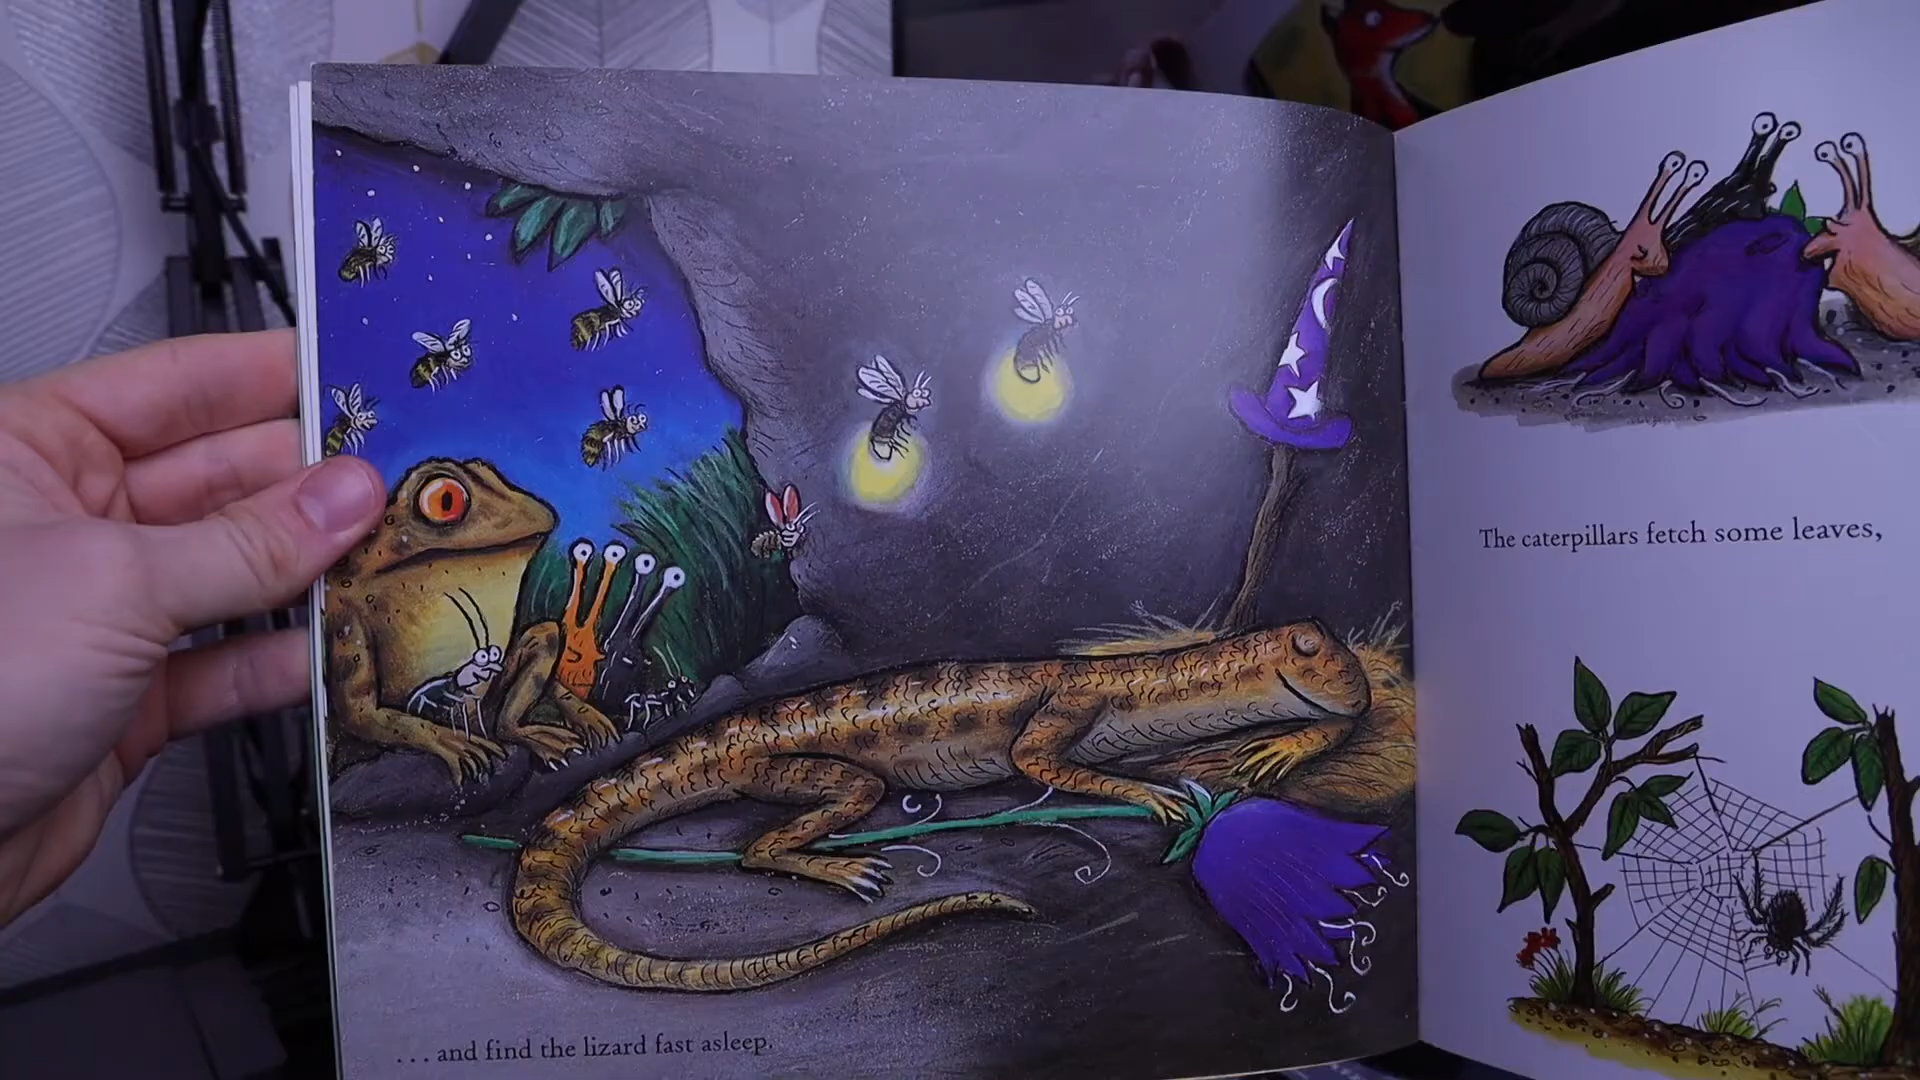 . . . and find the lizard fast asleep.
The caterpillars fetch some leaves,